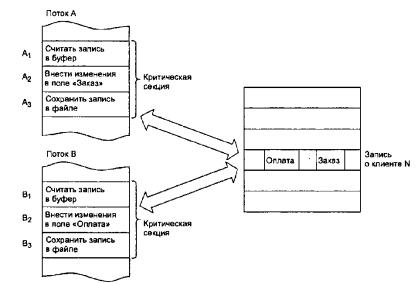 Поток А
A₁
Считать запись
в буфер
A₂
Внести изменения
в поле «Заказ»
A₃
Сохранить запись
в файле
Критическая
секция
Оплата
Заказ
Запись
о клиенте N
Поток В
B₁
Считать запись
в буфер
B₂
Внести изменения
в поле «Оплата»
B₃
Сохранить запись
в файле
Критическая
секция